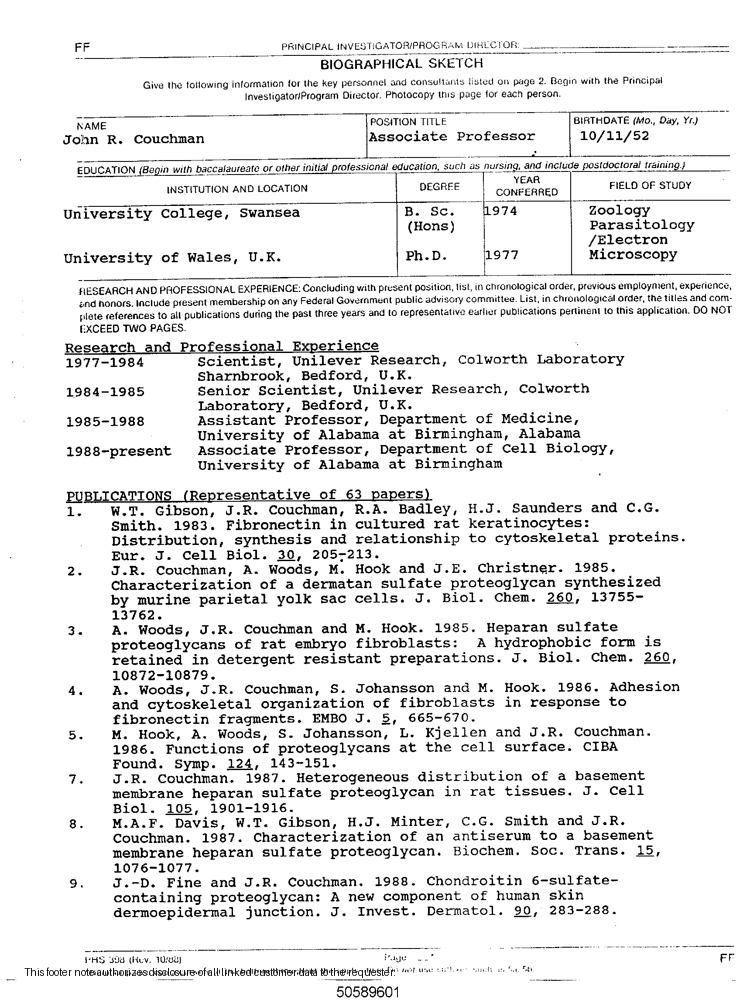 FF
PRINCIPAL INVESTIGATOR/PROGRAM DIRECTOR:
BIOGRAPHICAL SKETCH
Give the following information for the key personnel and consultants listed on page 2. Begin with the Principal
Investigator/Program Director. Photocopy this page for each person.
NAME
John R. Couchman
POSITION TITLE
Associate Professor
BIRTHDATE (Mo., Day, Yr.)
10/11/52
EDUCATION (Begin with baccalaureate or other initial professional education, such as nursing, and include postdoctoral training.)
INSTITUTION AND LOCATION
DEGREE
YEAR CONFERRED
FIELD OF STUDY
University College, Swansea B. Sc. 1974 Zoology
(Hons) Parasitology
/Electron
University of Wales, U.K. Ph.D. 1977 Microscopy
RESEARCH AND PROFESSIONAL EXPERIENCE: Concluding with present position, list, in chronological order, previous employment, experience,
and honors. Include present membership on any Federal Government public advisory committee. List, in chronological order, the titles and com-
plete references to all publications during the past three years and to representative earlier publications pertinent to this application. DO NOT
EXCEED TWO PAGES.
Research and Professional Experience
1977-1984 Scientist, Unilever Research, Colworth Laboratory
Sharnbrook, Bedford, U.K.
1984-1985 Senior Scientist, Unilever Research, Colworth
Laboratory, Bedford, U.K.
1985-1988 Assistant Professor, Department of Medicine,
University of Alabama at Birmingham, Alabama
1988-present Associate Professor, Department of Cell Biology,
University of Alabama at Birmingham
PUBLICATIONS (Representative of 63 papers)
1. W.T. Gibson, J.R. Couchman, R.A. Badley, H.J. Saunders and C.G.
Smith. 1983. Fibronectin in cultured rat keratinocytes:
Distribution, synthesis and relationship to cytoskeletal proteins.
Eur. J. Cell Biol. 30, 205-213.
2. J.R. Couchman, A. Woods, M. Hook and J.E. Christner. 1985.
Characterization of a dermatan sulfate proteoglycan synthesized
by murine parietal yolk sac cells. J. Biol. Chem. 260, 13755-
13762.
3. A. Woods, J.R. Couchman and M. Hook. 1985. Heparan sulfate
proteoglycans of rat embryo fibroblasts: A hydrophobic form is
retained in detergent resistant preparations. J. Biol. Chem. 260,
10872-10879.
4. A. Woods, J.R. Couchman, S. Johansson and M. Hook. 1986. Adhesion
and cytoskeletal organization of fibroblasts in response to
fibronectin fragments. EMBO J. 5, 665-670.
5. M. Hook, A. Woods, S. Johansson, L. Kjellen and J.R. Couchman.
1986. Functions of proteoglycans at the cell surface. CIBA
Found. Symp. 124, 143-151.
7. J.R. Couchman. 1987. Heterogeneous distribution of a basement
membrane heparan sulfate proteoglycan in rat tissues. J. Cell
Biol. 105, 1901-1916.
8. M.A.F. Davis, W.T. Gibson, H.J. Minter, C.G. Smith and J.R.
Couchman. 1987. Characterization of an antiserum to a basement
membrane heparan sulfate proteoglycan. Biochem. Soc. Trans. 15,
1076-1077.
9. J.-D. Fine and J.R. Couchman. 1988. Chondroitin 6-sulfate-
containing proteoglycan: A new component of human skin
dermoepidermal junction. J. Invest. Dermatol. 90, 283-288.
PHS 398 (Rev. 10/88) Page FF
This footer note authorizes disclosure of all linked customer data to the requester.
50589601